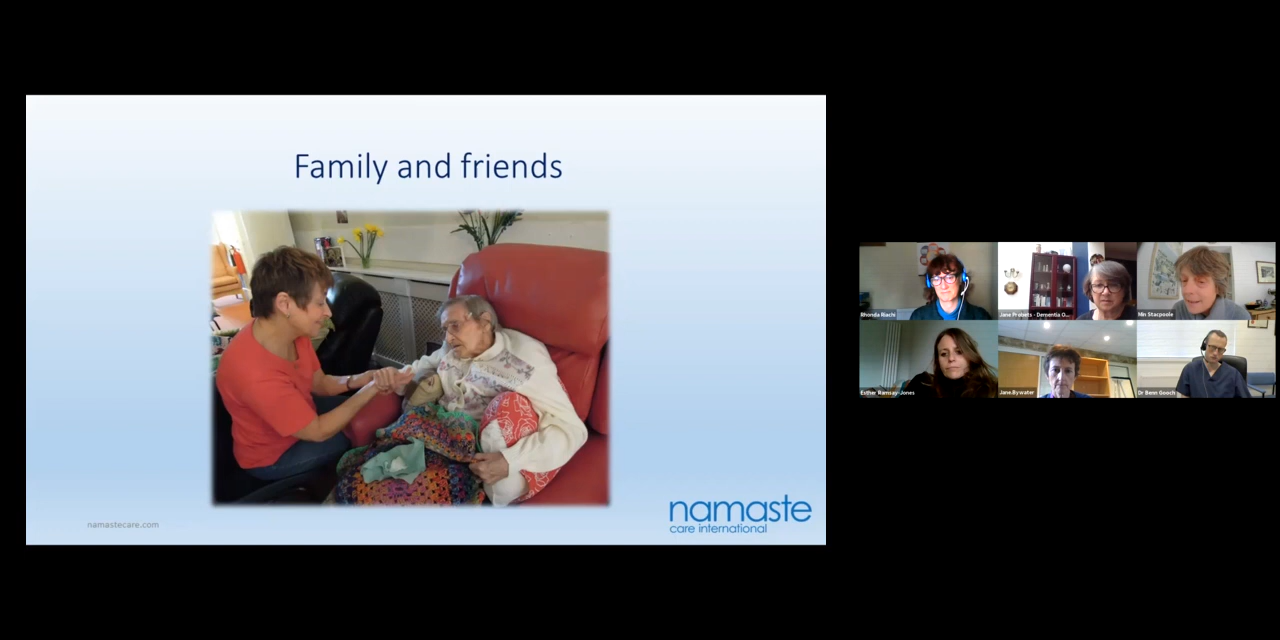 Family and friends
namastecare.com
namaste
care international
Rhonda Riachi
Jane Probets - Dementia O...
Min Stacpoole
Esther Ramsay-Jones
Jane Bywater
Dr Benn Gooch